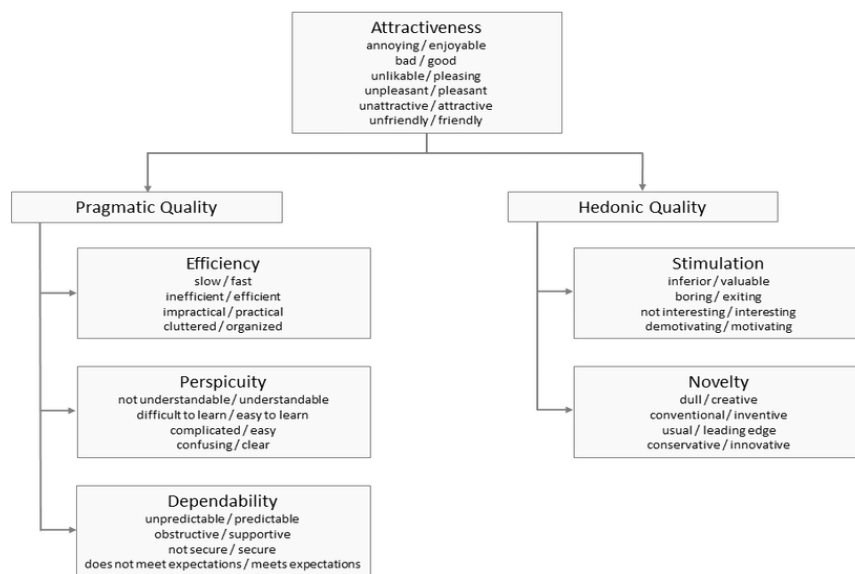 Attractiveness
annoying / enjoyable
bad / good
unlikable / pleasing
unpleasant / pleasant
unattractive / attractive
unfriendly / friendly
Pragmatic Quality
Hedonic Quality
Efficiency
slow / fast
inefficient / efficient
impractical / practical
cluttered / organized
Stimulation
inferior / valuable
boring / exiting
not interesting / interesting
demotivating / motivating
Perspicuity
not understandable / understandable
difficult to learn / easy to learn
complicated / easy
confusing / clear
Novelty
dull / creative
conventional / inventive
usual / leading edge
conservative / innovative
Dependability
unpredictable / predictable
obstructive / supportive
not secure / secure
does not meet expectations / meets expectations